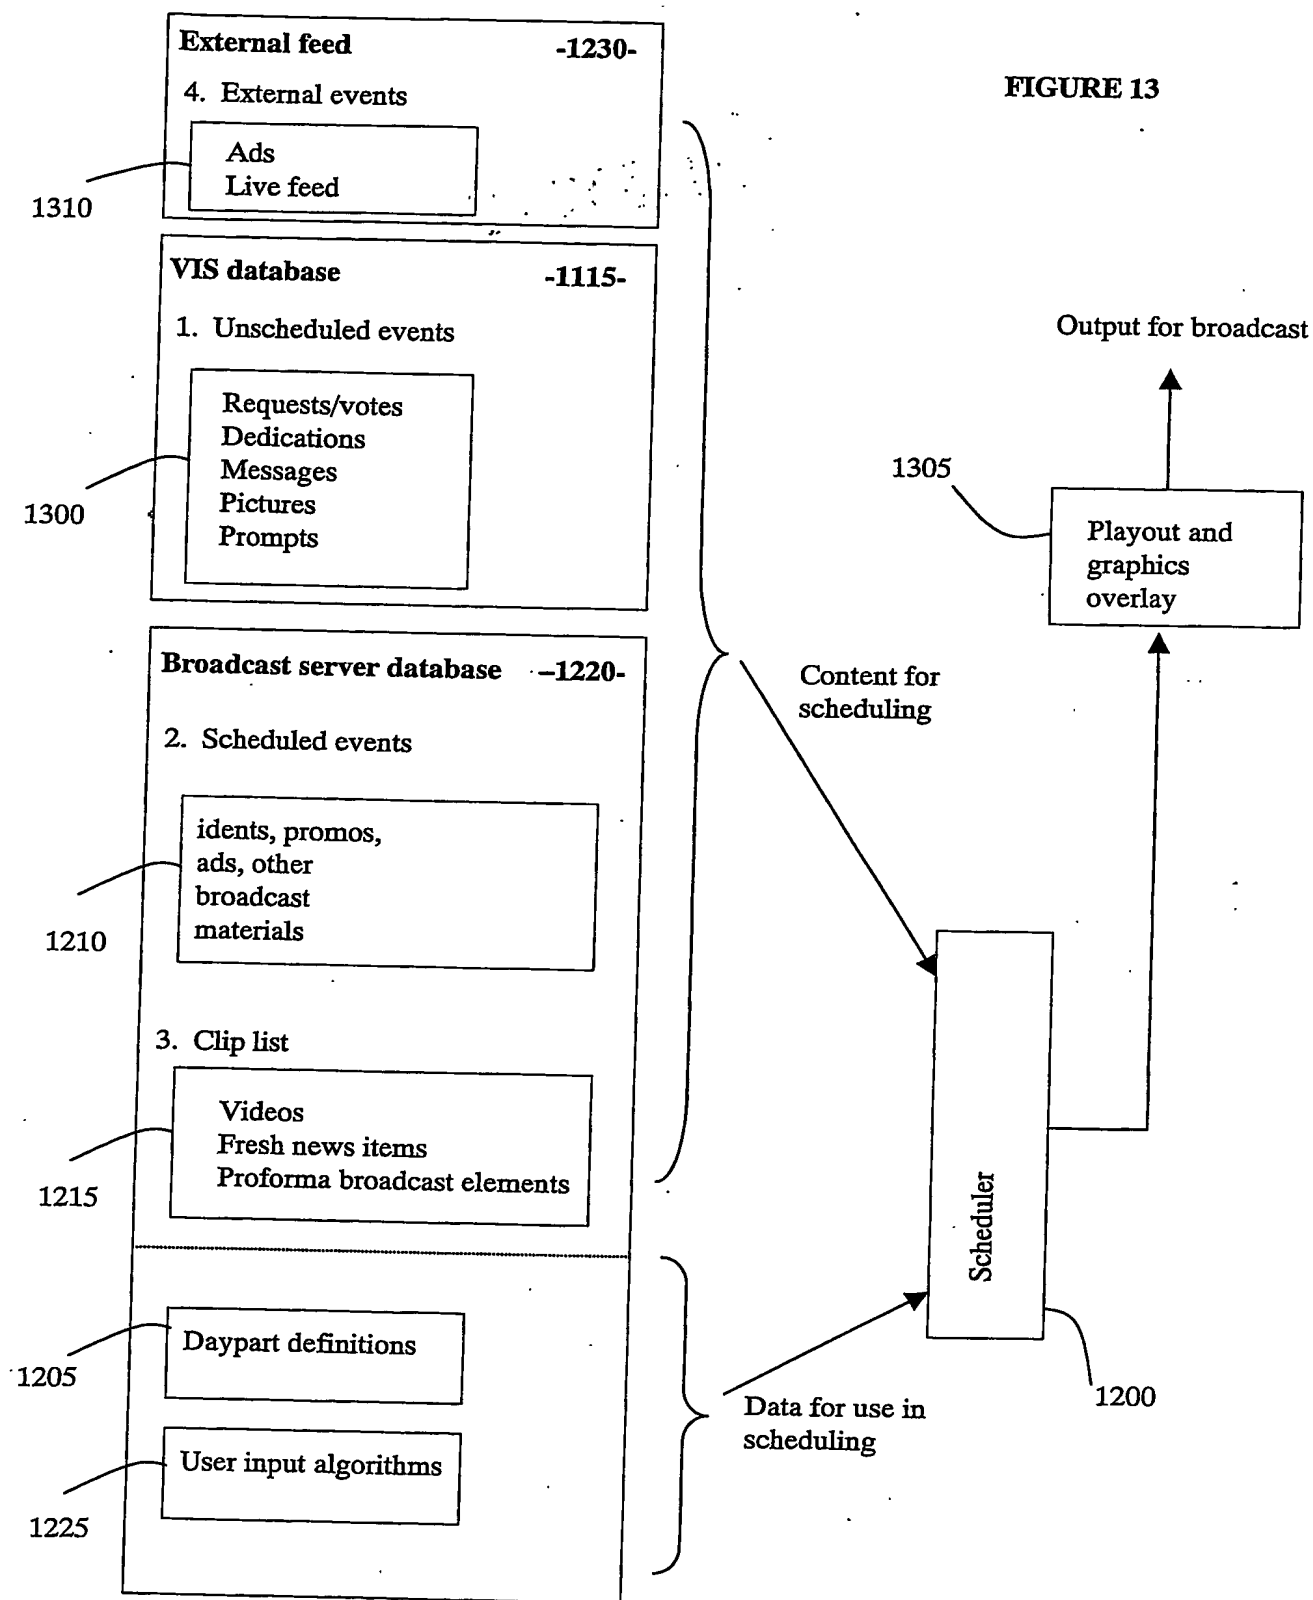 FIGURE 13
External feed -1230-
4. External events
Ads
Live feed
1310
VIS database -1115-
1. Unscheduled events
Requests/votes
Dedications
Messages
Pictures
Prompts
1300
Broadcast server database –1220-
2. Scheduled events
idents, promos,
ads, other
broadcast
materials
1210
3. Clip list
Videos
Fresh news items
Proforma broadcast elements
1215
Daypart definitions
1205
User input algorithms
1225
Content for
scheduling
Data for use in
scheduling
Scheduler
1200
1305
Playout and
graphics
overlay
Output for broadcast